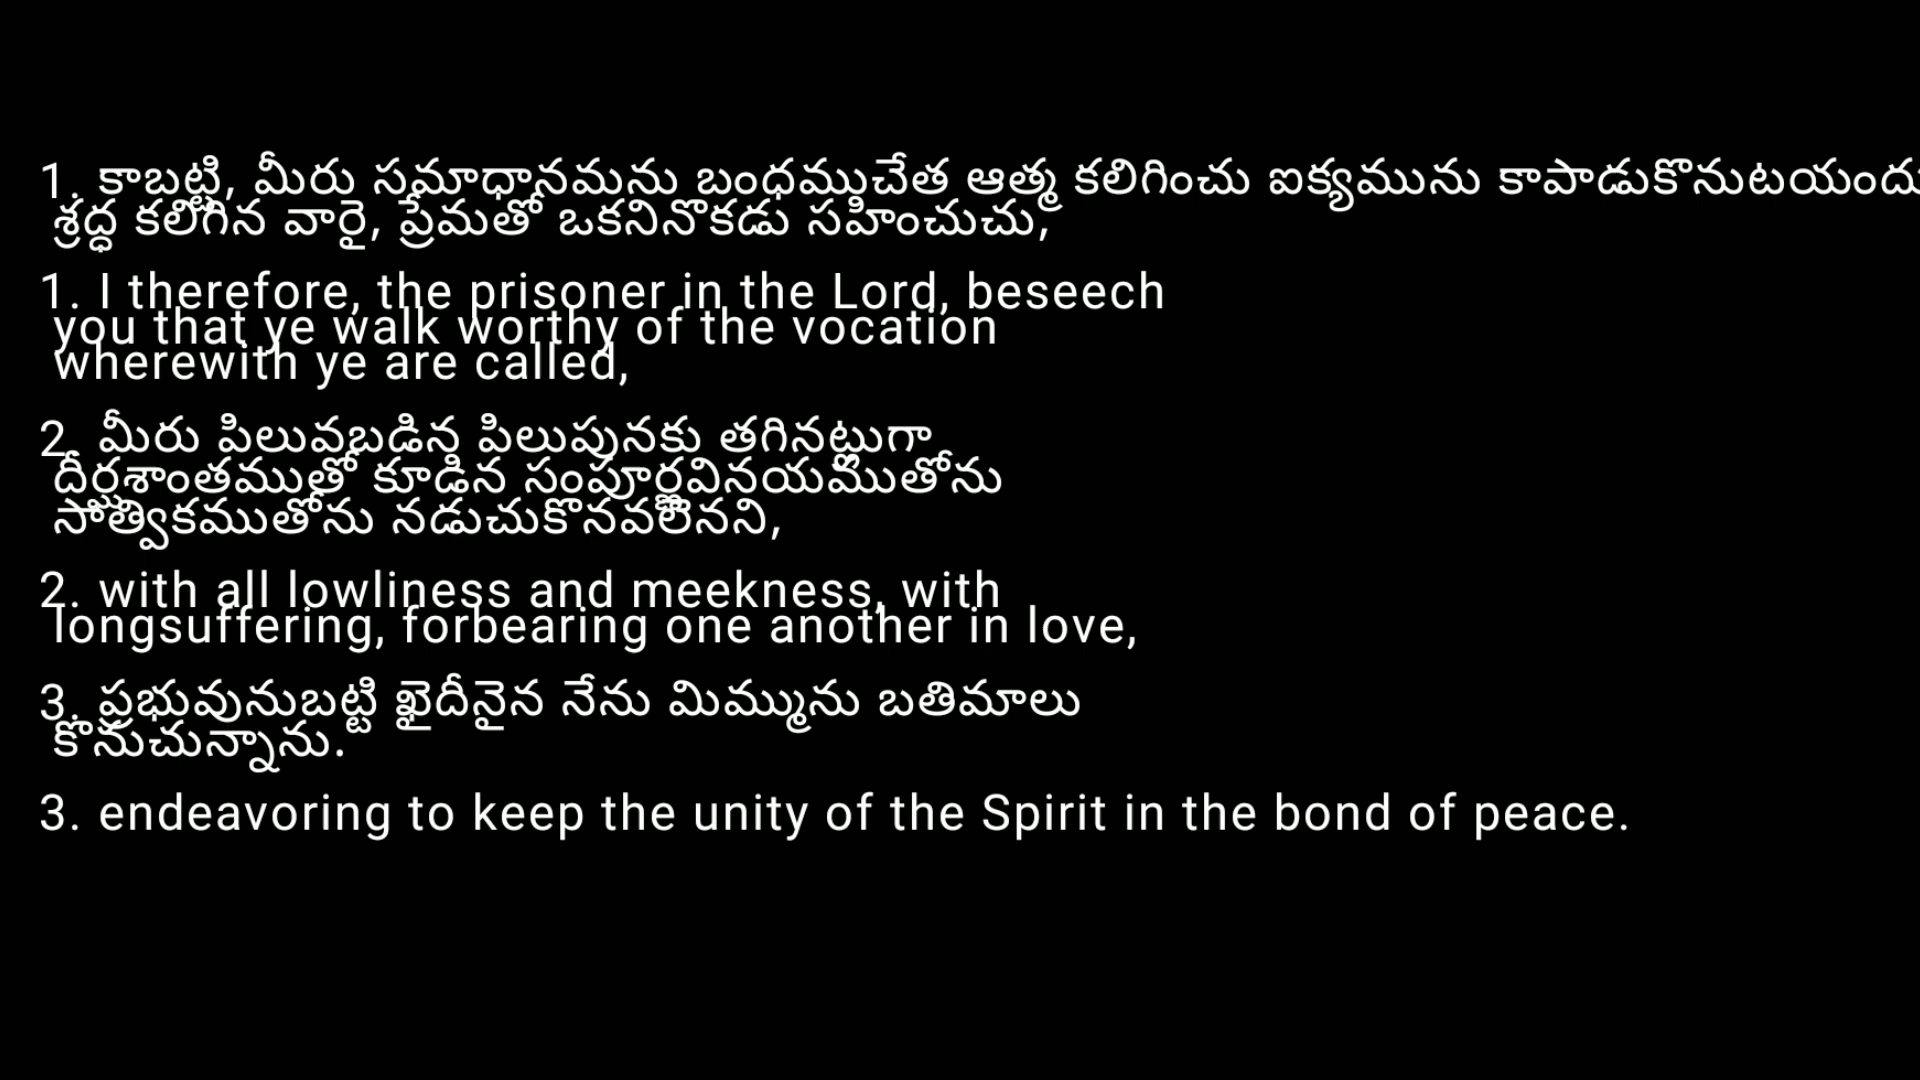 1. కాబట్టి, మీరు సమాధానమను బంధముచేత ఆత్మ కలిగించు ఐక్యమును కాపాడుకొనుటయందు
శ్రద్ధ కలిగిన వారై, ప్రేమతో ఒకనినొకడు సహించుచు,
1. I therefore, the prisoner in the Lord, beseech
you that ye walk worthy of the vocation
wherewith ye are called,
2. మీరు పిలువబడిన పిలుపునకు తగినట్లుగా
దీర్ఘశాంతముతో కూడిన సంపూర్ణవినయముతోను
సాత్వికముతోను నడుచుకొనవలెనని,
2. with all lowliness and meekness, with
longsuffering, forbearing one another in love,
3. ప్రభువునుబట్టి ఖైదీనైన నేను మిమ్మును బతిమాలు
కొనుచున్నాను.
3. endeavoring to keep the unity of the Spirit in the bond of peace.